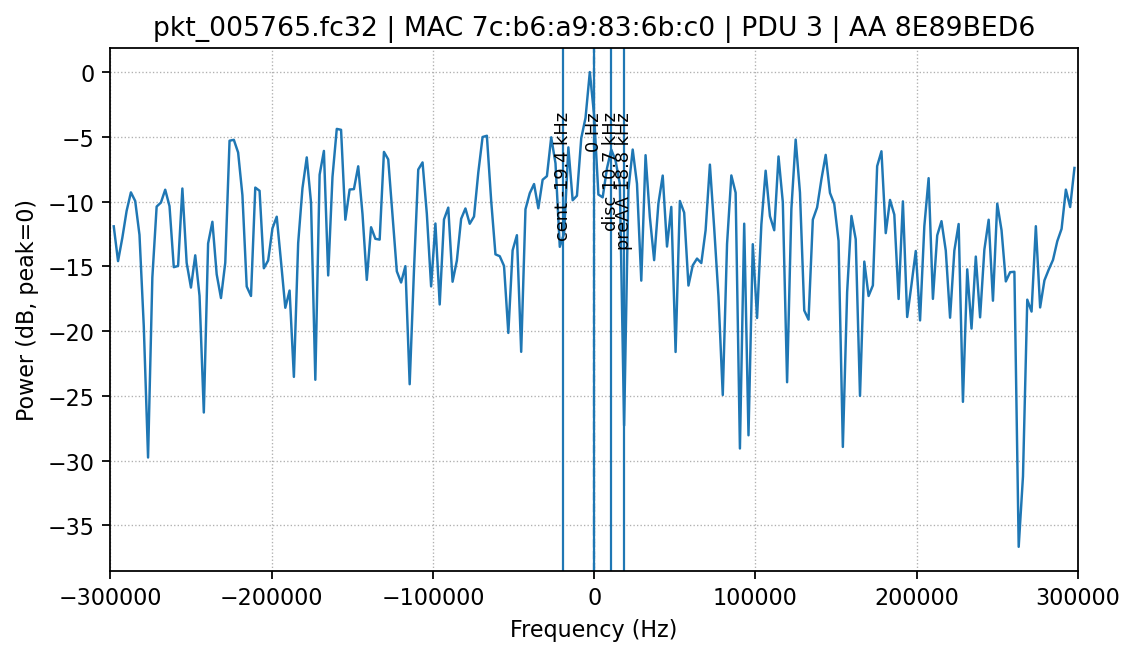 pkt_005765.fc32 | MAC 7c:b6:a9:83:6b:c0 | PDU 3 | AA 8E89BED6
Power (dB, peak=0)
0
−5
−10
−15
−20
−25
−30
−35
cent -19.4 kHz
0 Hz
disc 10.7 kHz
preAA 18.8 kHz
−300000
−200000
−100000
0
100000
200000
300000
Frequency (Hz)